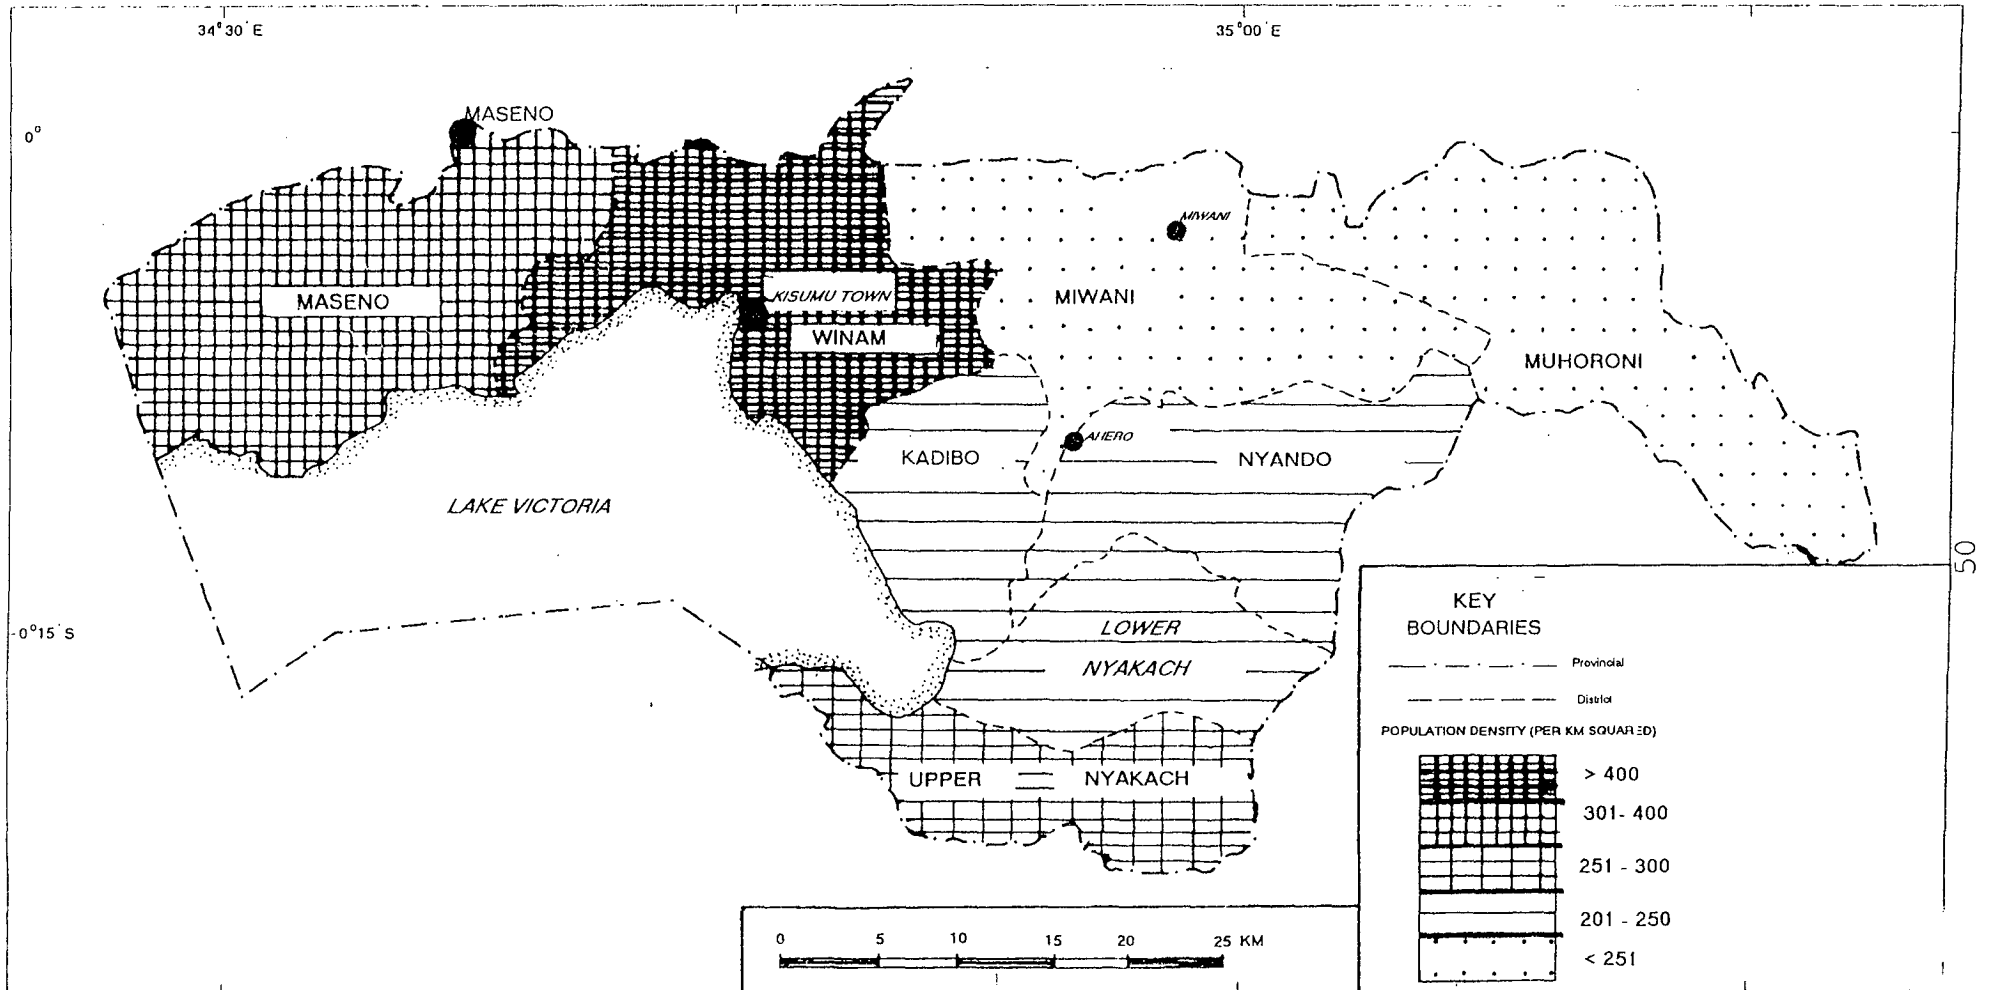 34°30' E
35°00' E
MASENO
0°
MIWANI
MASENO
KISUMU TOWN
MIWANI
WINAM
MUHORONI
AHERO
KADIBO
NYANDO
LAKE VICTORIA
50
0°15' S
LOWER
NYAKACH
UPPER
NYAKACH
KEY
BOUNDARIES
Provincial
District
POPULATION DENSITY (PER KM SQUARED)
> 400
301- 400
251 - 300
201 - 250
< 251
0 5 10 15 20 25 KM